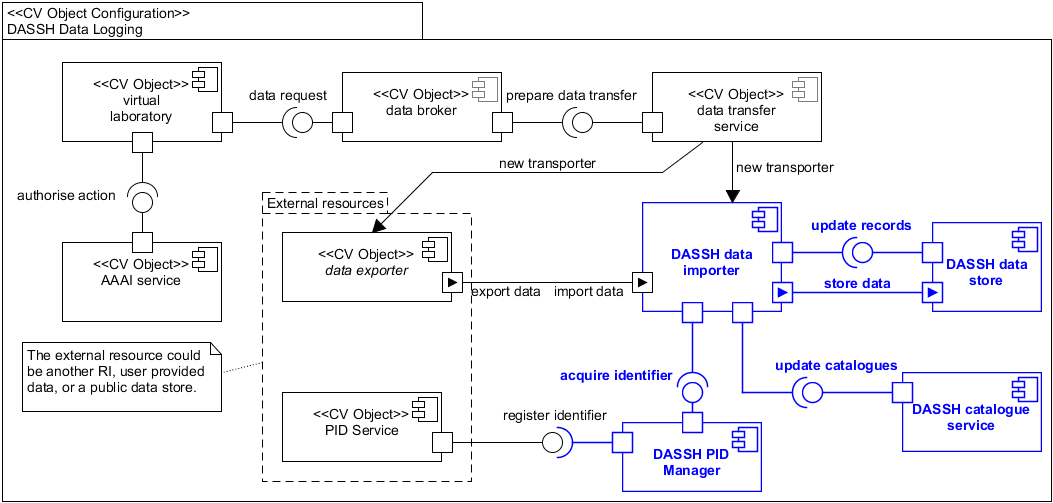 <<CV Object Configuration>>
DASSH Data Logging
<<CV Object>>
virtual
laboratory
data request
<<CV Object>>
data broker
prepare data transfer
<<CV Object>>
data transfer
service
new transporter
new transporter
authorise action
External resources
<<CV Object>>
AAAI service
<<CV Object>>
data exporter
export data
import data
DASSH data
importer
update records
store data
DASSH data
store
The external resource could
be another RI, user provided
data, or a public data store.
acquire identifier
update catalogues
<<CV Object>>
PID Service
register identifier
DASSH PID
Manager
DASSH catalogue
service